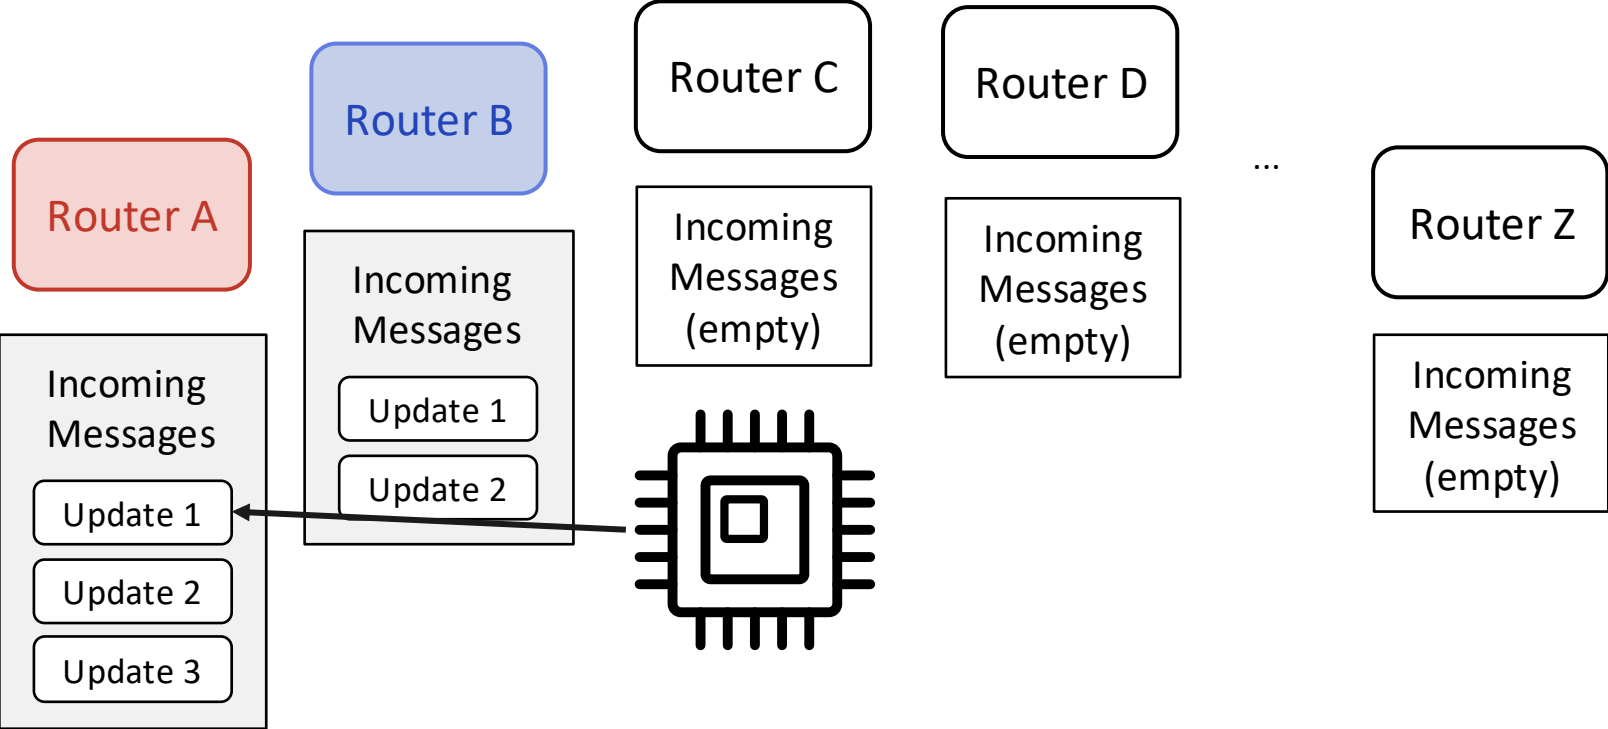 Router A
Incoming
Messages
Update 1
Update 2
Update 3
Router B
Incoming
Messages
Update 1
Update 2
Router C
Incoming
Messages
(empty)
Router D
Incoming
Messages
(empty)
...
Router Z
Incoming
Messages
(empty)